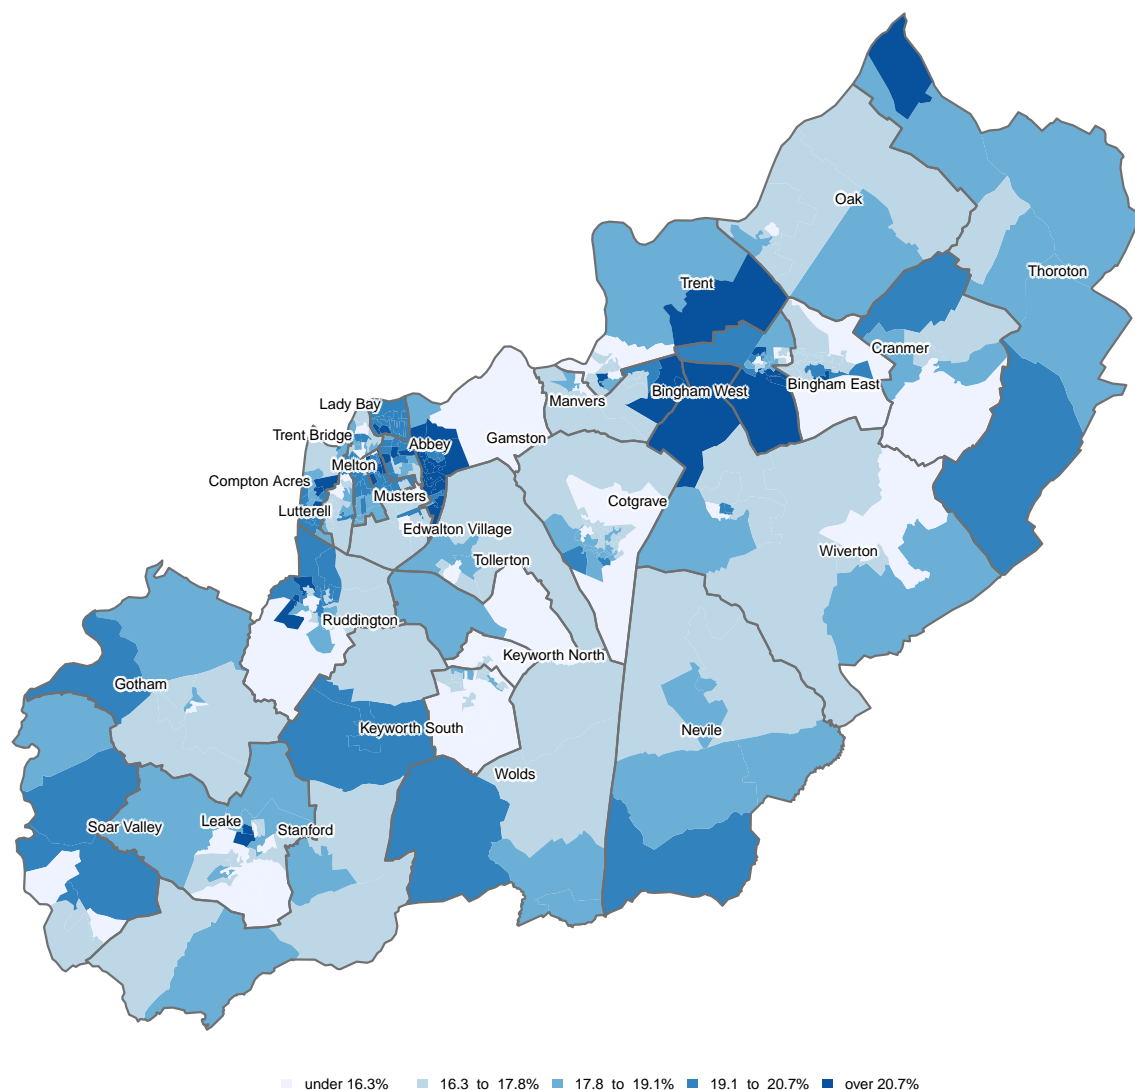 Oak
Thoroton
Trent
Cranmer
Bingham East
Bingham West
Manvers
Lady Bay
Trent Bridge
Abbey
Gamston
Melton
Compton Acres
Musters
Lutterell
Cotgrave
Edwalton Village
Wiverton
Tollerton
Ruddington
Keyworth North
Gotham
Keyworth South
Nevile
Wolds
Leake
Soar Valley
Stanford
under 16.3% 16.3 to 17.8% 17.8 to 19.1% 19.1 to 20.7% over 20.7%